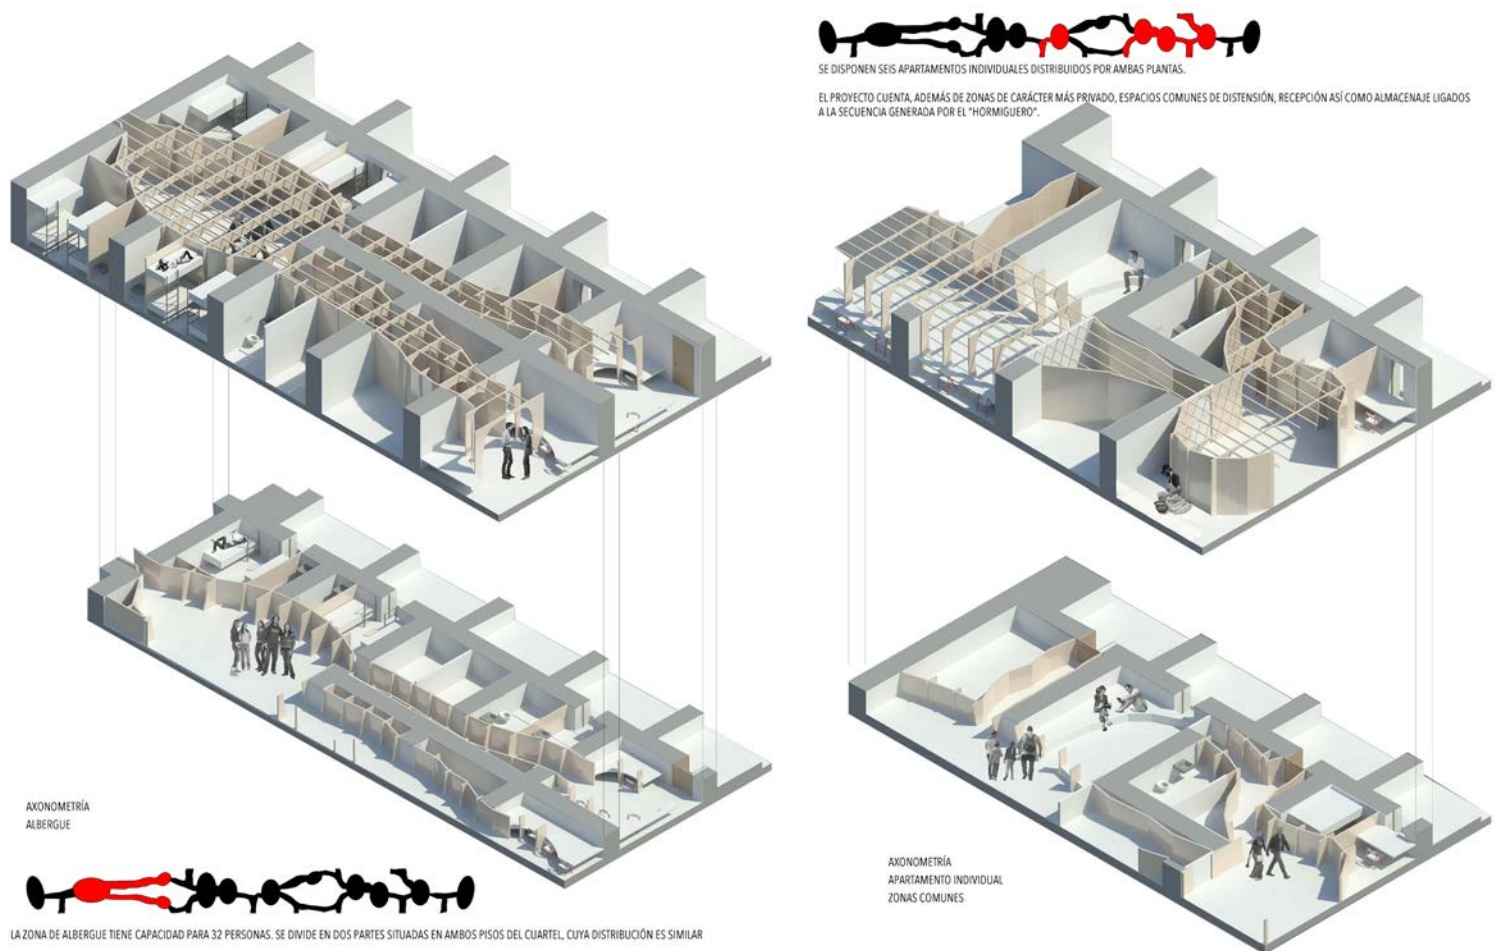 SE DISPONEN SEIS APARTAMENTOS INDIVIDUALES DISTRIBUIDOS POR AMBAS PLANTAS.
EL PROYECTO CUENTA, ADEMÁS DE ZONAS DE CARÁCTER MÁS PRIVADO, ESPACIOS COMUNES DE DISTENSIÓN, RECEPCIÓN ASÍ COMO ALMACENAJE LIGADOS
A LA SECUENCIA GENERADA POR EL "HORMIGUERO".
AXONOMETRÍA
ALBERGUE
LA ZONA DE ALBERGUE TIENE CAPACIDAD PARA 32 PERSONAS. SE DIVIDE EN DOS PARTES SITUADAS EN AMBOS PISOS DEL CUARTEL, CUYA DISTRIBUCIÓN ES SIMILAR
AXONOMETRÍA
APARTAMENTO INDIVIDUAL
ZONAS COMUNES